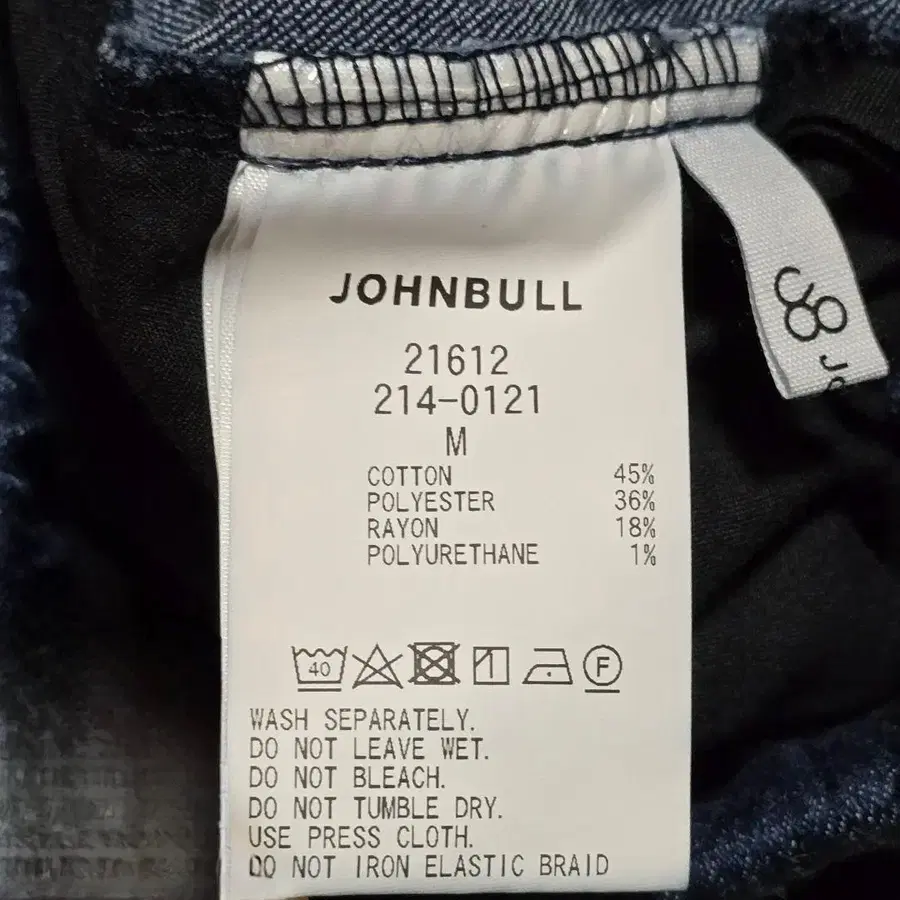 JOHNBULL
21612
214-0121
M
COTTON 45%
POLYESTER 36%
RAYON 18%
POLYURETHANE 1%
40 F
WASH SEPARATELY.
DO NOT LEAVE WET.
DO NOT BLEACH.
DO NOT TUMBLE DRY.
USE PRESS CLOTH.
DO NOT IRON ELASTIC BRAID